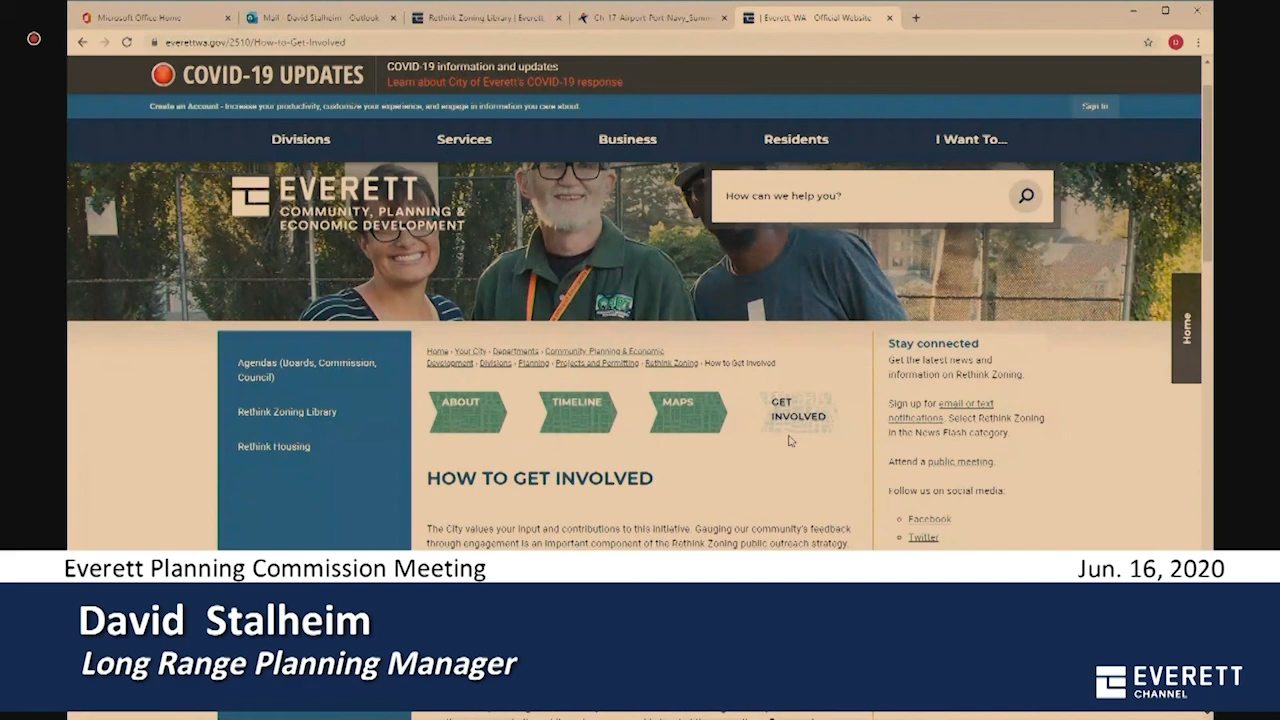 Microsoft Office Home
Mail - David Stalheim - Outlook
Rethink Zoning Library | Everett
Ch 17 Airport-Port-Navy_Summ
| Everett, WA - Official Website
everettwa.gov/2510/How-to-Get-Involved
COVID-19 UPDATES
COVID-19 information and updates
Learn about City of Everett's COVID-19 response
Create an Account - Increase your productivity, customize your experience, and engage in information you care about.
Sign In
Divisions
Services
Business
Residents
I Want To...
EVERETT
COMMUNITY, PLANNING &
ECONOMIC DEVELOPMENT
How can we help you?
Home
Agendas (Boards, Commission,
Council)
Rethink Zoning Library
Rethink Housing
Home › Your City › Departments › Community, Planning & Economic
Development › Divisions › Planning › Projects and Permitting › Rethink Zoning › How to Get Involved
ABOUT
TIMELINE
MAPS
GET
INVOLVED
HOW TO GET INVOLVED
The City values your input and contributions to this initiative. Gauging our community's feedback
through engagement is an important component of the Rethink Zoning public outreach strategy.
Stay connected
Get the latest news and
information on Rethink Zoning.
Sign up for email or text
notifications. Select Rethink Zoning
in the News Flash category.
Attend a public meeting.
Follow us on social media:
Facebook
Twitter
Everett Planning Commission Meeting
Jun. 16, 2020
David Stalheim
Long Range Planning Manager
EVERETT
CHANNEL